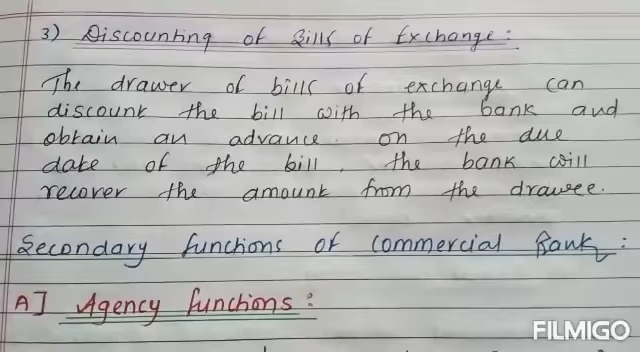 3) Discounting of Bills of Exchange:
The drawer of bills of exchange can
discount the bill with the bank and
obtain an advance. on the due
date of the bill, the bank will
recover the amount from the drawee.
Secondary functions of commercial Bank:
A] Agency functions:
FILMIGO